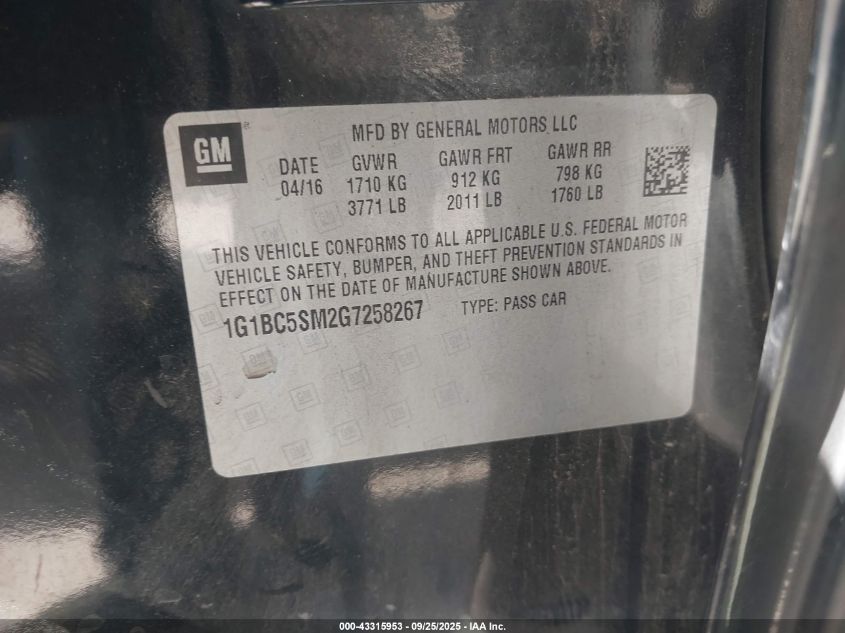 GM
MFD BY GENERAL MOTORS LLC
DATE GVWR GAWR FRT GAWR RR
04/16 1710 KG 912 KG 798 KG
3771 LB 2011 LB 1760 LB
THIS VEHICLE CONFORMS TO ALL APPLICABLE U.S. FEDERAL MOTOR
VEHICLE SAFETY, BUMPER, AND THEFT PREVENTION STANDARDS IN
EFFECT ON THE DATE OF MANUFACTURE SHOWN ABOVE.
1G1BC5SM2G7258267 TYPE: PASS CAR
000-43315953 - 09/25/2025 - IAA Inc.